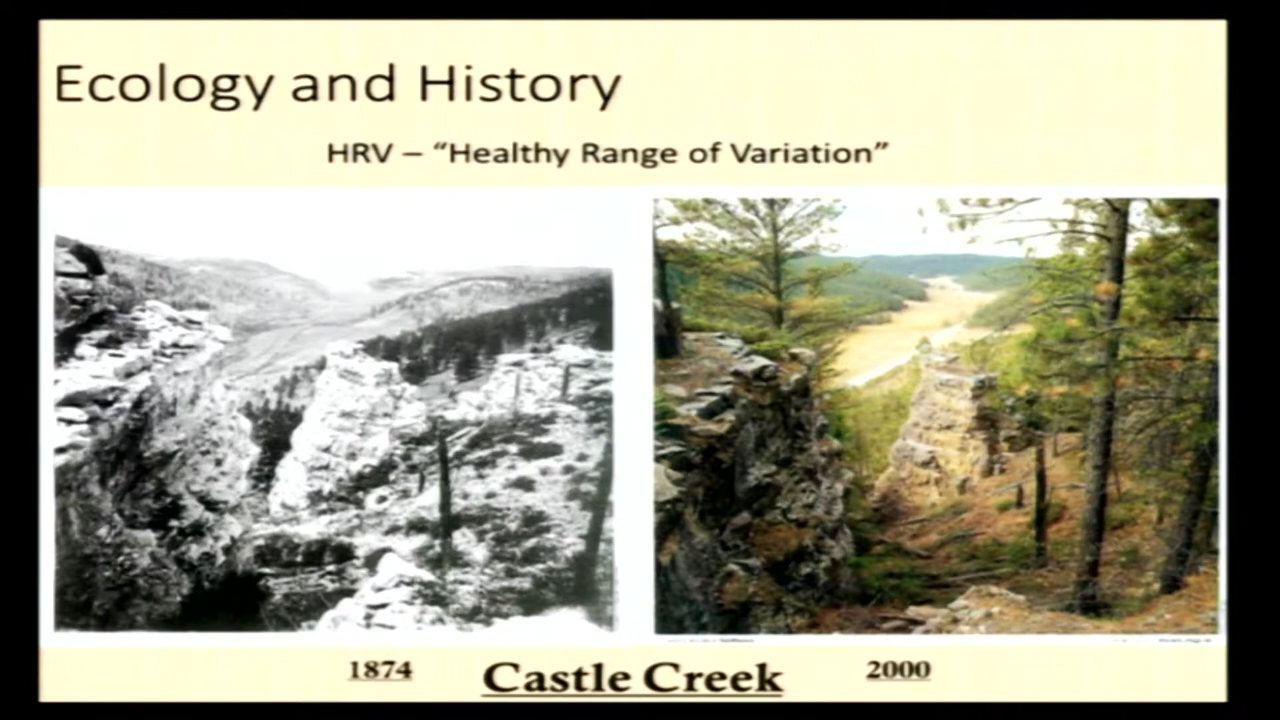 Ecology and History
HRV – “Healthy Range of Variation”
1874
Castle Creek
2000